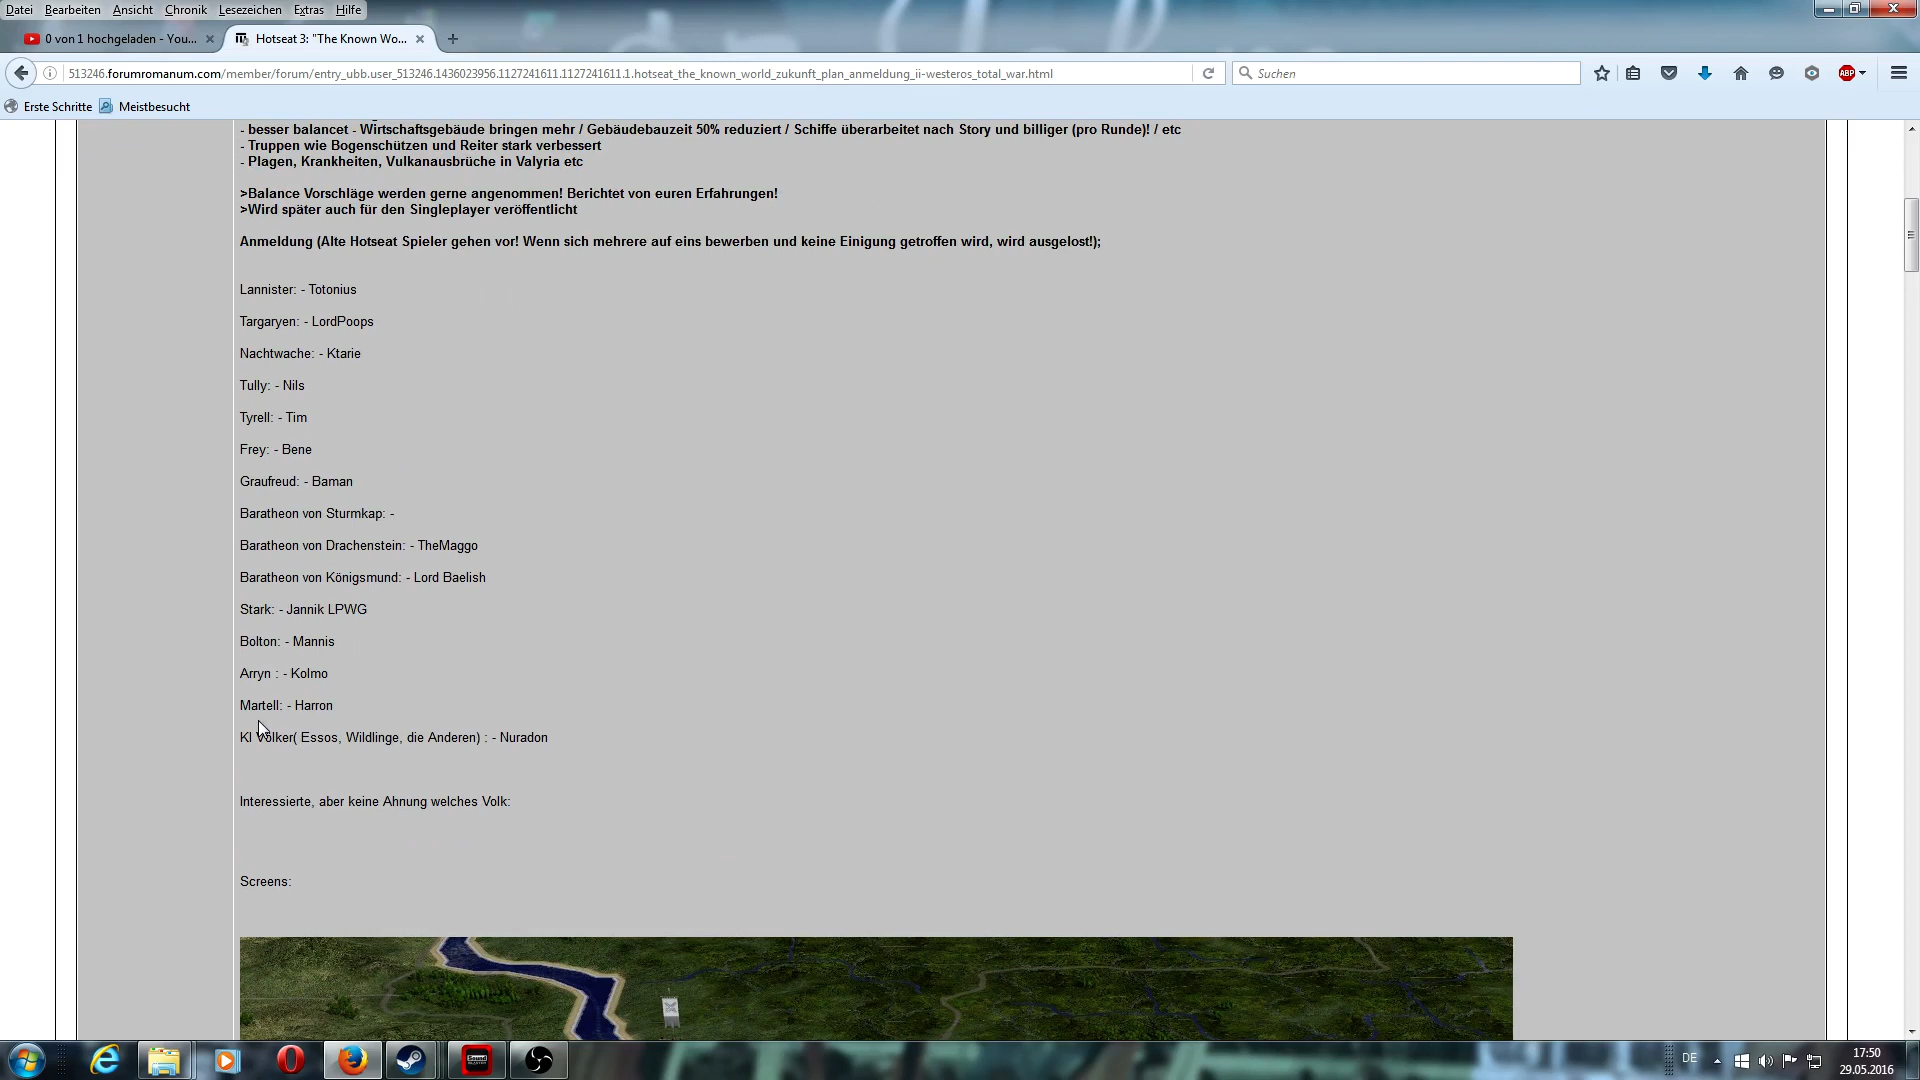 Datei Bearbeiten Ansicht Chronik Lesezeichen Extras Hilfe
0 von 1 hochgeladen - You... Hotseat 3: "The Known Wo...
513246.forumromanum.com/member/forum/entry_ubb.user_513246.1436023956.1127241611.1127241611.1.hotseat_the_known_world_zukunft_plan_anmeldung_ii-westeros_total_war.html Suchen ABP
Erste Schritte Meistbesucht
- besser balancet - Wirtschaftsgebäude bringen mehr / Gebäudebauzeit 50% reduziert / Schiffe überarbeitet nach Story und billiger (pro Runde)! / etc
- Truppen wie Bogenschützen und Reiter stark verbessert
- Plagen, Krankheiten, Vulkanausbrüche in Valyria etc
>Balance Vorschläge werden gerne angenommen! Berichtet von euren Erfahrungen!
>Wird später auch für den Singleplayer veröffentlicht
Anmeldung (Alte Hotseat Spieler gehen vor! Wenn sich mehrere auf eins bewerben und keine Einigung getroffen wird, wird ausgelost!);
Lannister: - Totonius
Targaryen: - LordPoops
Nachtwache: - Ktarie
Tully: - Nils
Tyrell: - Tim
Frey: - Bene
Graufreud: - Baman
Baratheon von Sturmkap: -
Baratheon von Drachenstein: - TheMaggo
Baratheon von Königsmund: - Lord Baelish
Stark: - Jannik LPWG
Bolton: - Mannis
Arryn : - Kolmo
Martell: - Harron
KI Völker( Essos, Wildlinge, die Anderen) : - Nuradon
Interessierte, aber keine Ahnung welches Volk:
Screens:
DE 17:50
29.05.2016